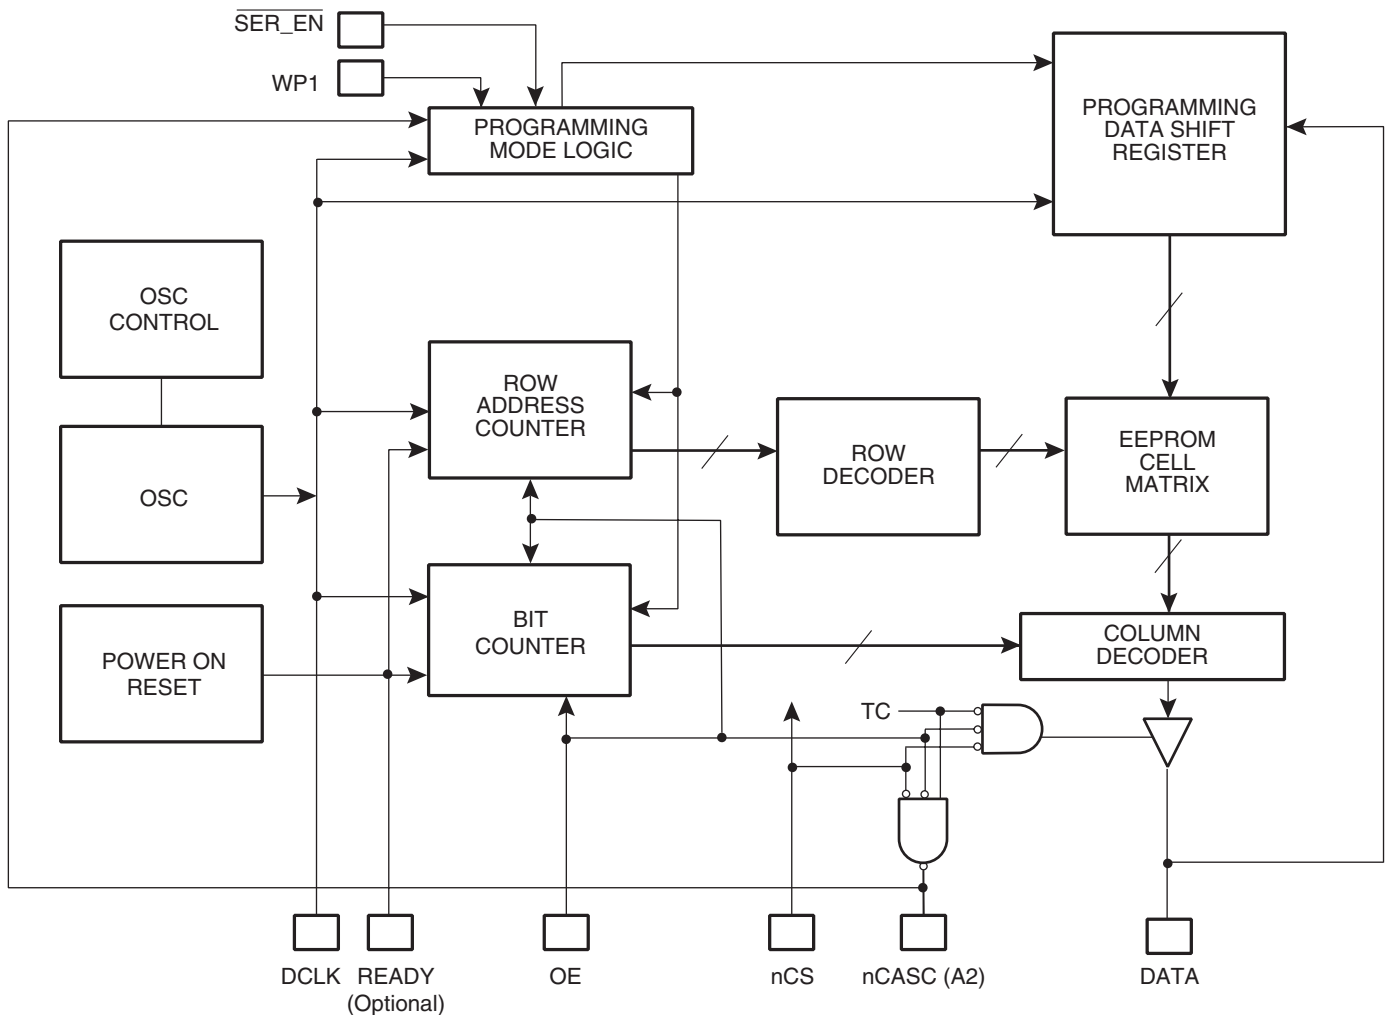 SER_EN
WP1
PROGRAMMING
MODE LOGIC
PROGRAMMING
DATA SHIFT
REGISTER
OSC
CONTROL
ROW
ADDRESS
COUNTER
ROW
DECODER
EEPROM
CELL
MATRIX
OSC
BIT
COUNTER
COLUMN
DECODER
POWER ON
RESET
TC
DCLK
READY
(Optional)
OE
nCS
nCASC (A2)
DATA